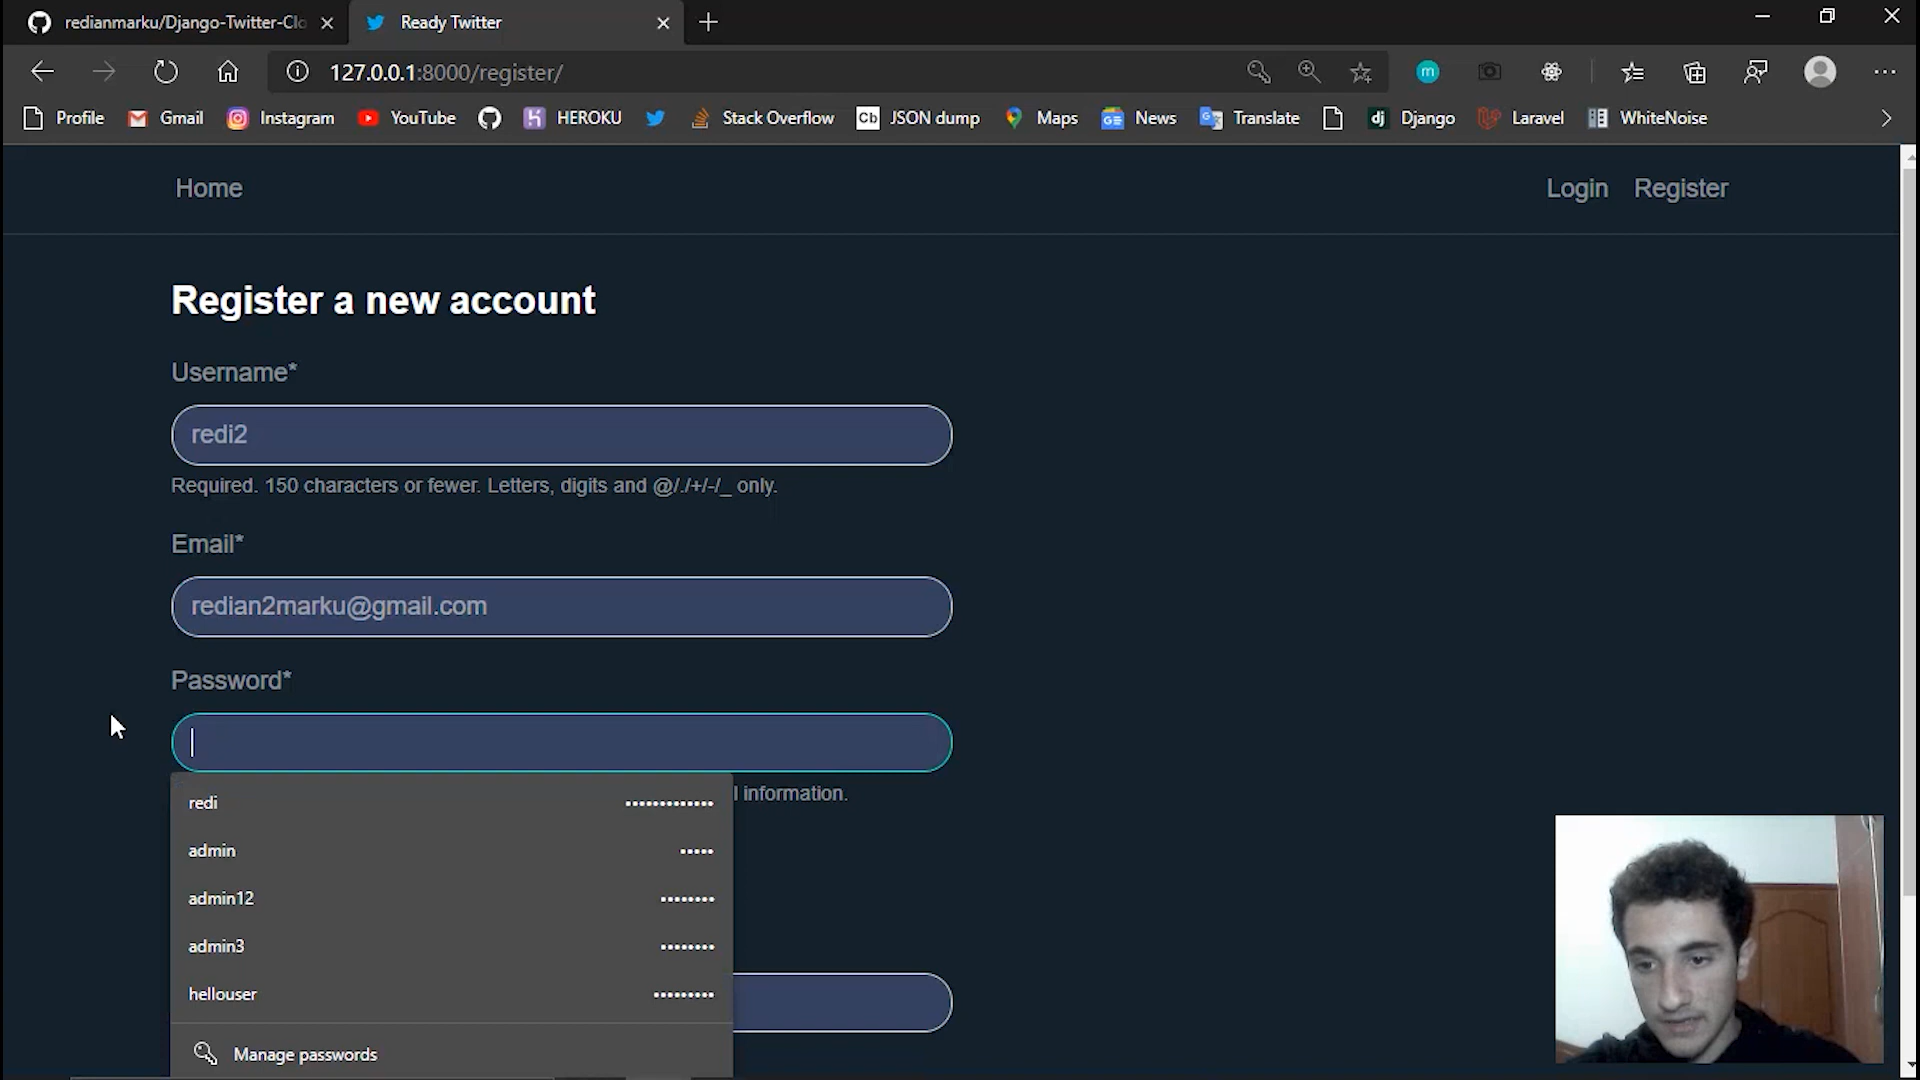 redianmarku/Django-Twitter-Clo
Ready Twitter
127.0.0.1:8000/register/
m
Profile
Gmail
Instagram
YouTube
HEROKU
Stack Overflow
Cb JSON dump
Maps
News
Translate
dj Django
Laravel
WhiteNoise
Home
Login
Register
Register a new account
Username*
redi2
Required. 150 characters or fewer. Letters, digits and @/./+/-/_ only.
Email*
redian2marku@gmail.com
Password*
l information.
redi •••••••••••••
admin •••••
admin12 ••••••••
admin3 ••••••••
hellouser •••••••••
Manage passwords